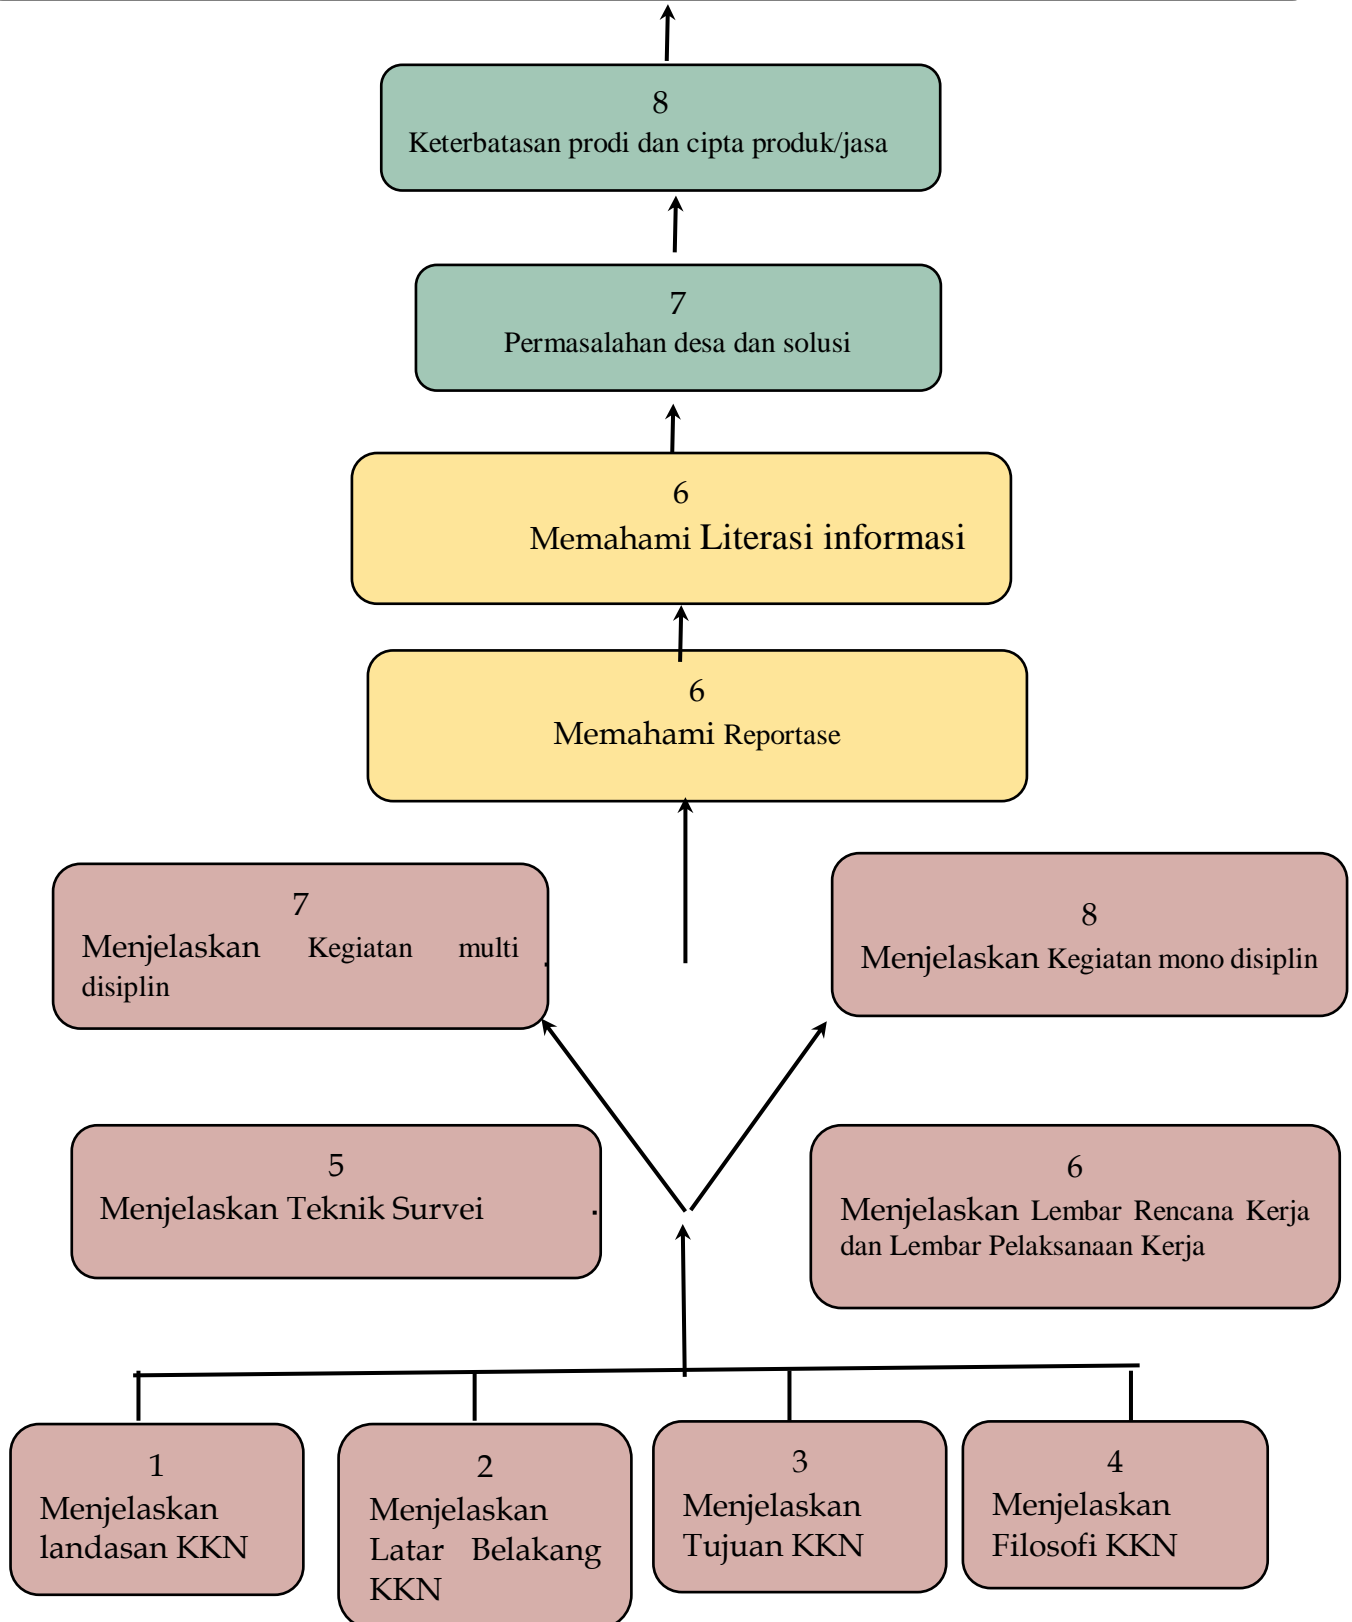 8
Keterbatasan prodi dan cipta produk/jasa
7
Permasalahan desa dan solusi
6
Memahami Literasi informasi
6
Memahami Reportase
7
Menjelaskan Kegiatan multi
disiplin
8
Menjelaskan Kegiatan mono disiplin
5
Menjelaskan Teknik Survei
6
Menjelaskan Lembar Rencana Kerja
dan Lembar Pelaksanaan Kerja
1
Menjelaskan
landasan KKN
2
Menjelaskan
Latar Belakang
KKN
3
Menjelaskan
Tujuan KKN
4
Menjelaskan
Filosofi KKN